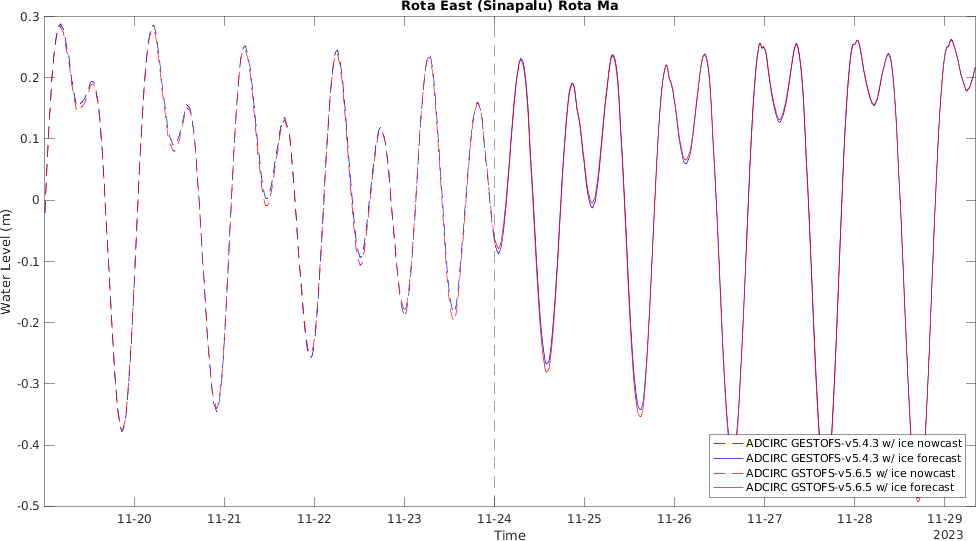 Rota East (Sinapalu) Rota Ma
0.3
0.2
0.1
0
-0.1
-0.2
-0.3
-0.4
-0.5
Water Level (m)
ADCIRC GESTOFS-v5.4.3 w/ ice nowcast
ADCIRC GESTOFS-v5.4.3 w/ ice forecast
ADCIRC GSTOFS-v5.6.5 w/ ice nowcast
ADCIRC GSTOFS-v5.6.5 w/ ice forecast
11-20 11-21 11-22 11-23 11-24 11-25 11-26 11-27 11-28 11-29
Time 2023